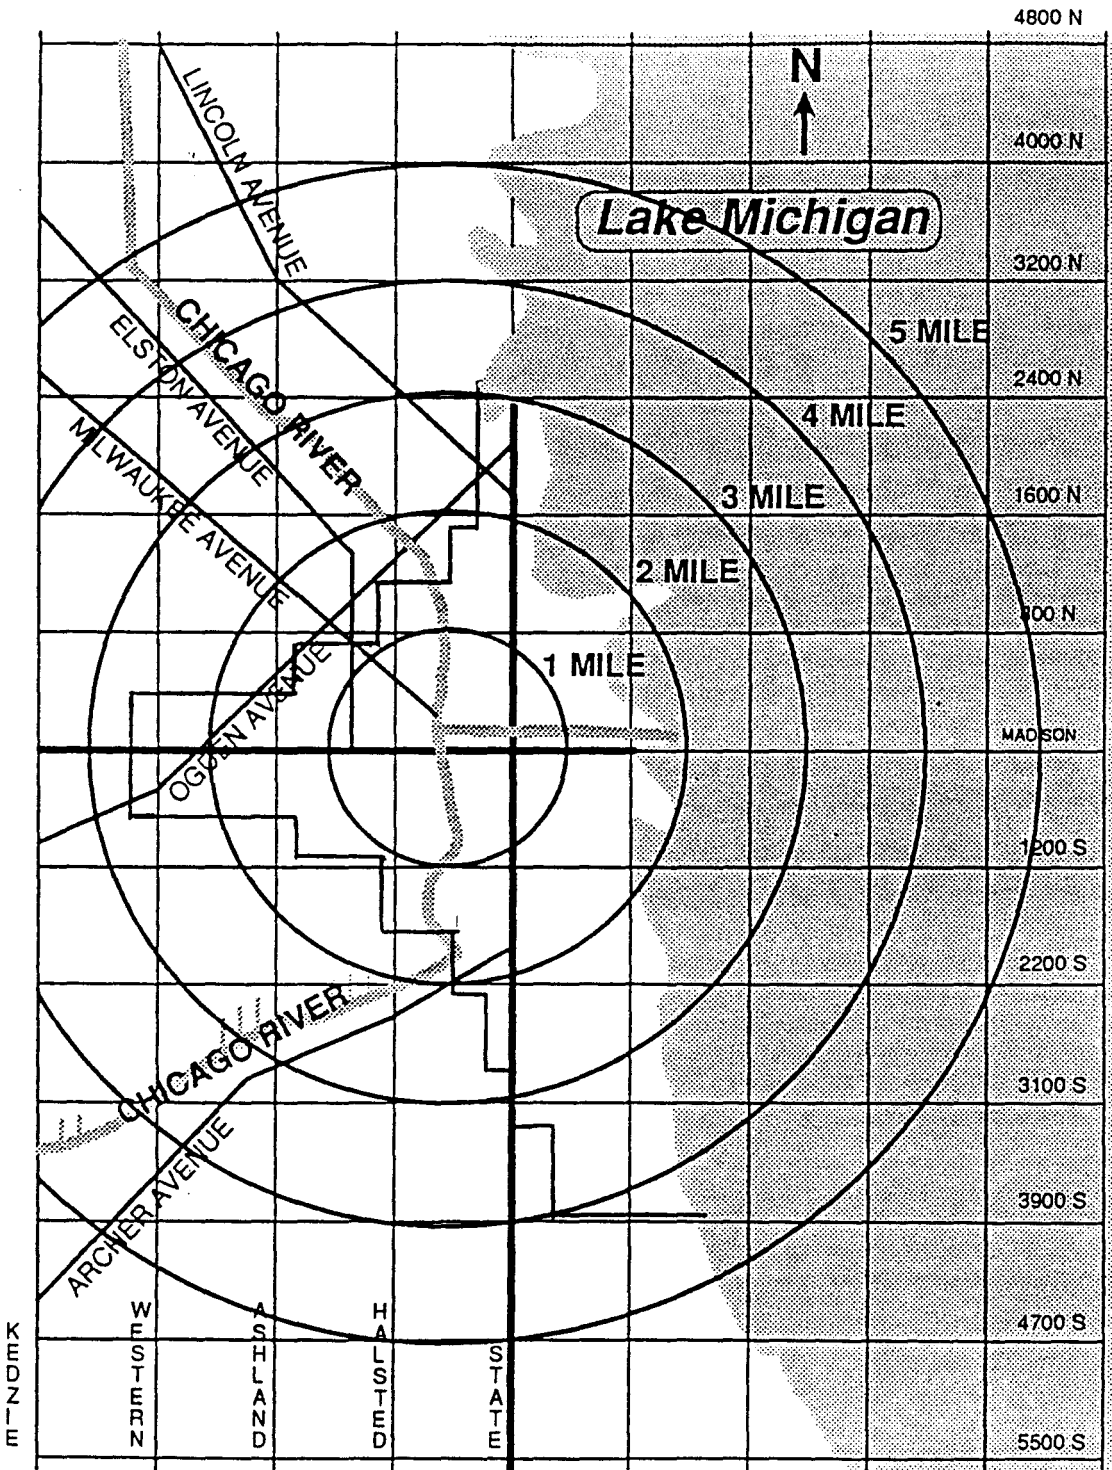 4800 N
N
4000 N
LINCOLN AVENUE
Lake Michigan
3200 N
CHICAGO RIVER
5 MILE
ELSTON AVENUE
2400 N
4 MILE
MILWAUKEE AVENUE
3 MILE
1600 N
2 MILE
800 N
1 MILE
OGDEN AVENUE
MADISON
1200 S
2200 S
CHICAGO RIVER
3100 S
ARCHER AVENUE
3900 S
KEDZIE
WESTERN
ASHLAND
HALSTED
STATE
4700 S
5500 S